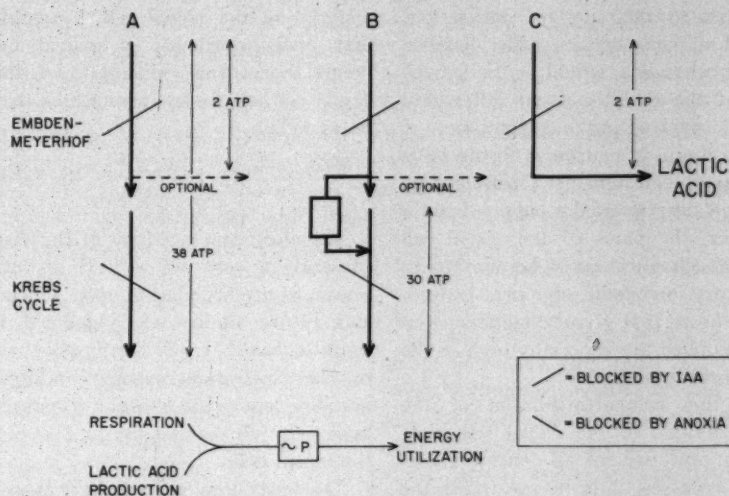 A
B
C
2 ATP
2 ATP
EMBDEN-
MEYERHOF
LACTIC
ACID
OPTIONAL
OPTIONAL
38 ATP
30 ATP
KREBS
CYCLE
= BLOCKED BY IAA
= BLOCKED BY ANOXIA
RESPIRATION
~ P
ENERGY
UTILIZATION
LACTIC ACID
PRODUCTION